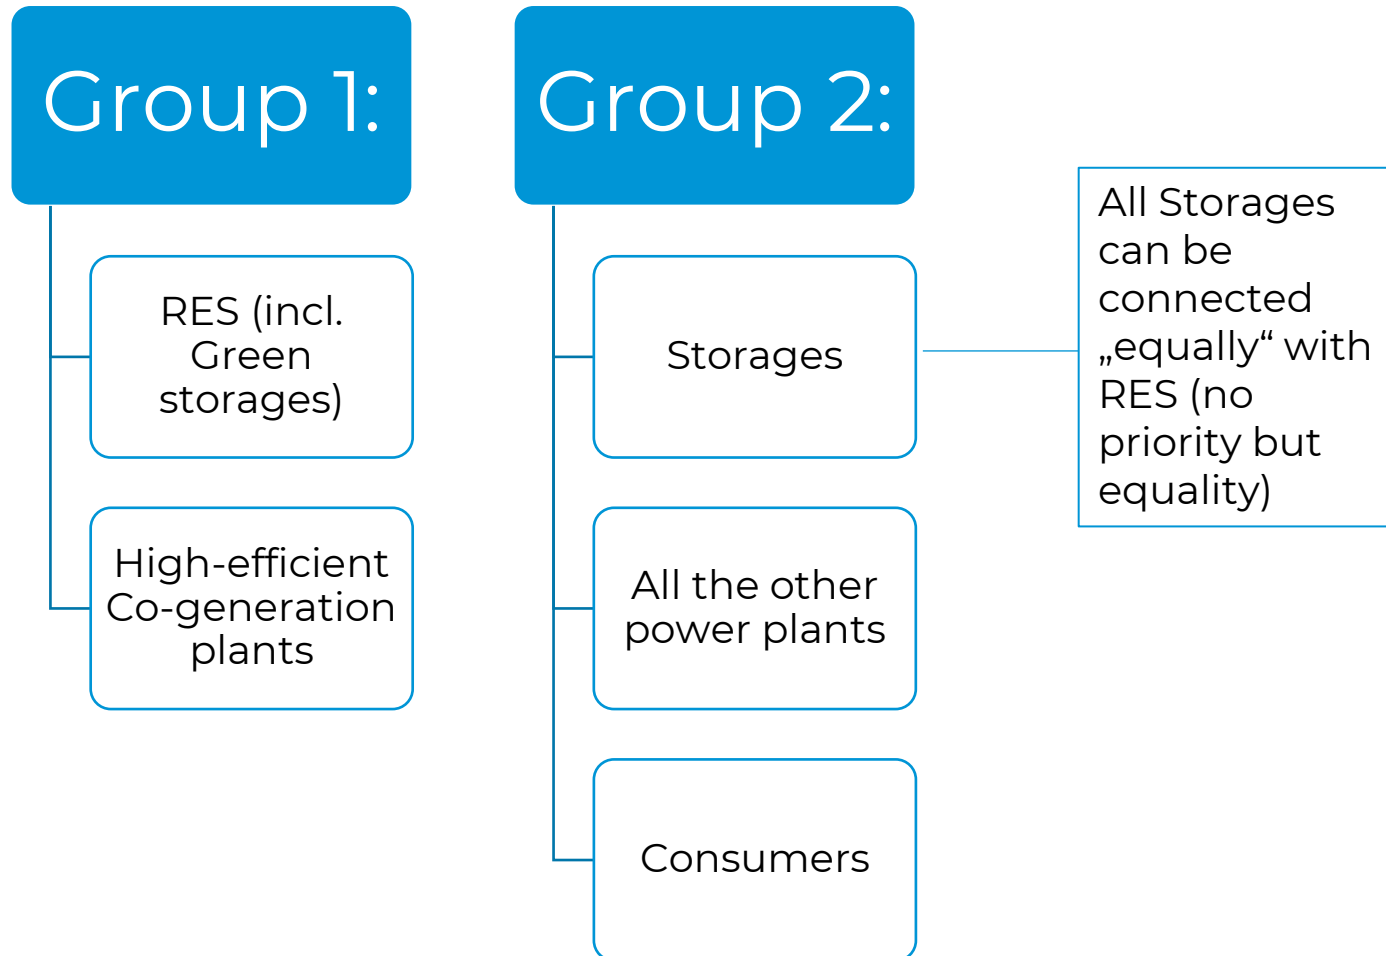 Group 1:
RES (incl.
Green
storages)
High-efficient
Co-generation
plants
Group 2:
Storages
All the other
power plants
Consumers
All Storages
can be
connected
„equally“ with
RES (no
priority but
equality)